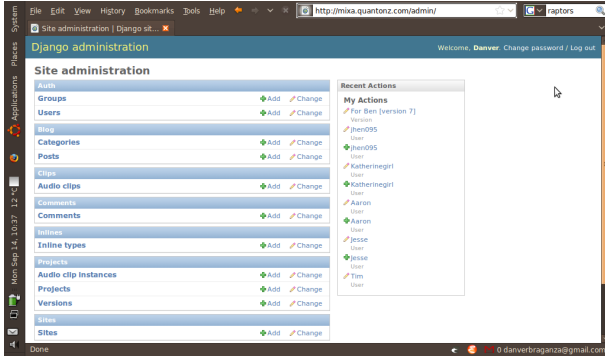 System
Places
Applications
12 °C
Mon Sep 14, 10:37
File Edit View History Bookmarks Tools Help
http://mixa.quantonz.com/admin/
raptors
Site administration | Django sit...
Django administration
Welcome, Danver. Change password / Log out
Site administration
Auth
Groups Add Change
Users Add Change
Blog
Categories Add Change
Posts Add Change
Clips
Audio clips Add Change
Comments
Comments Add Change
Inlines
Inline types Add Change
Projects
Audio clip instances Add Change
Projects Add Change
Versions Add Change
Sites
Sites Add Change
Recent Actions
My Actions
For Ben [version 7]
Version
jhen095
User
jhen095
User
Katherinegirl
User
Katherinegirl
User
Aaron
User
Aaron
User
Jesse
User
Jesse
User
Tim
User
Done
0 danverbraganza@gmail.com